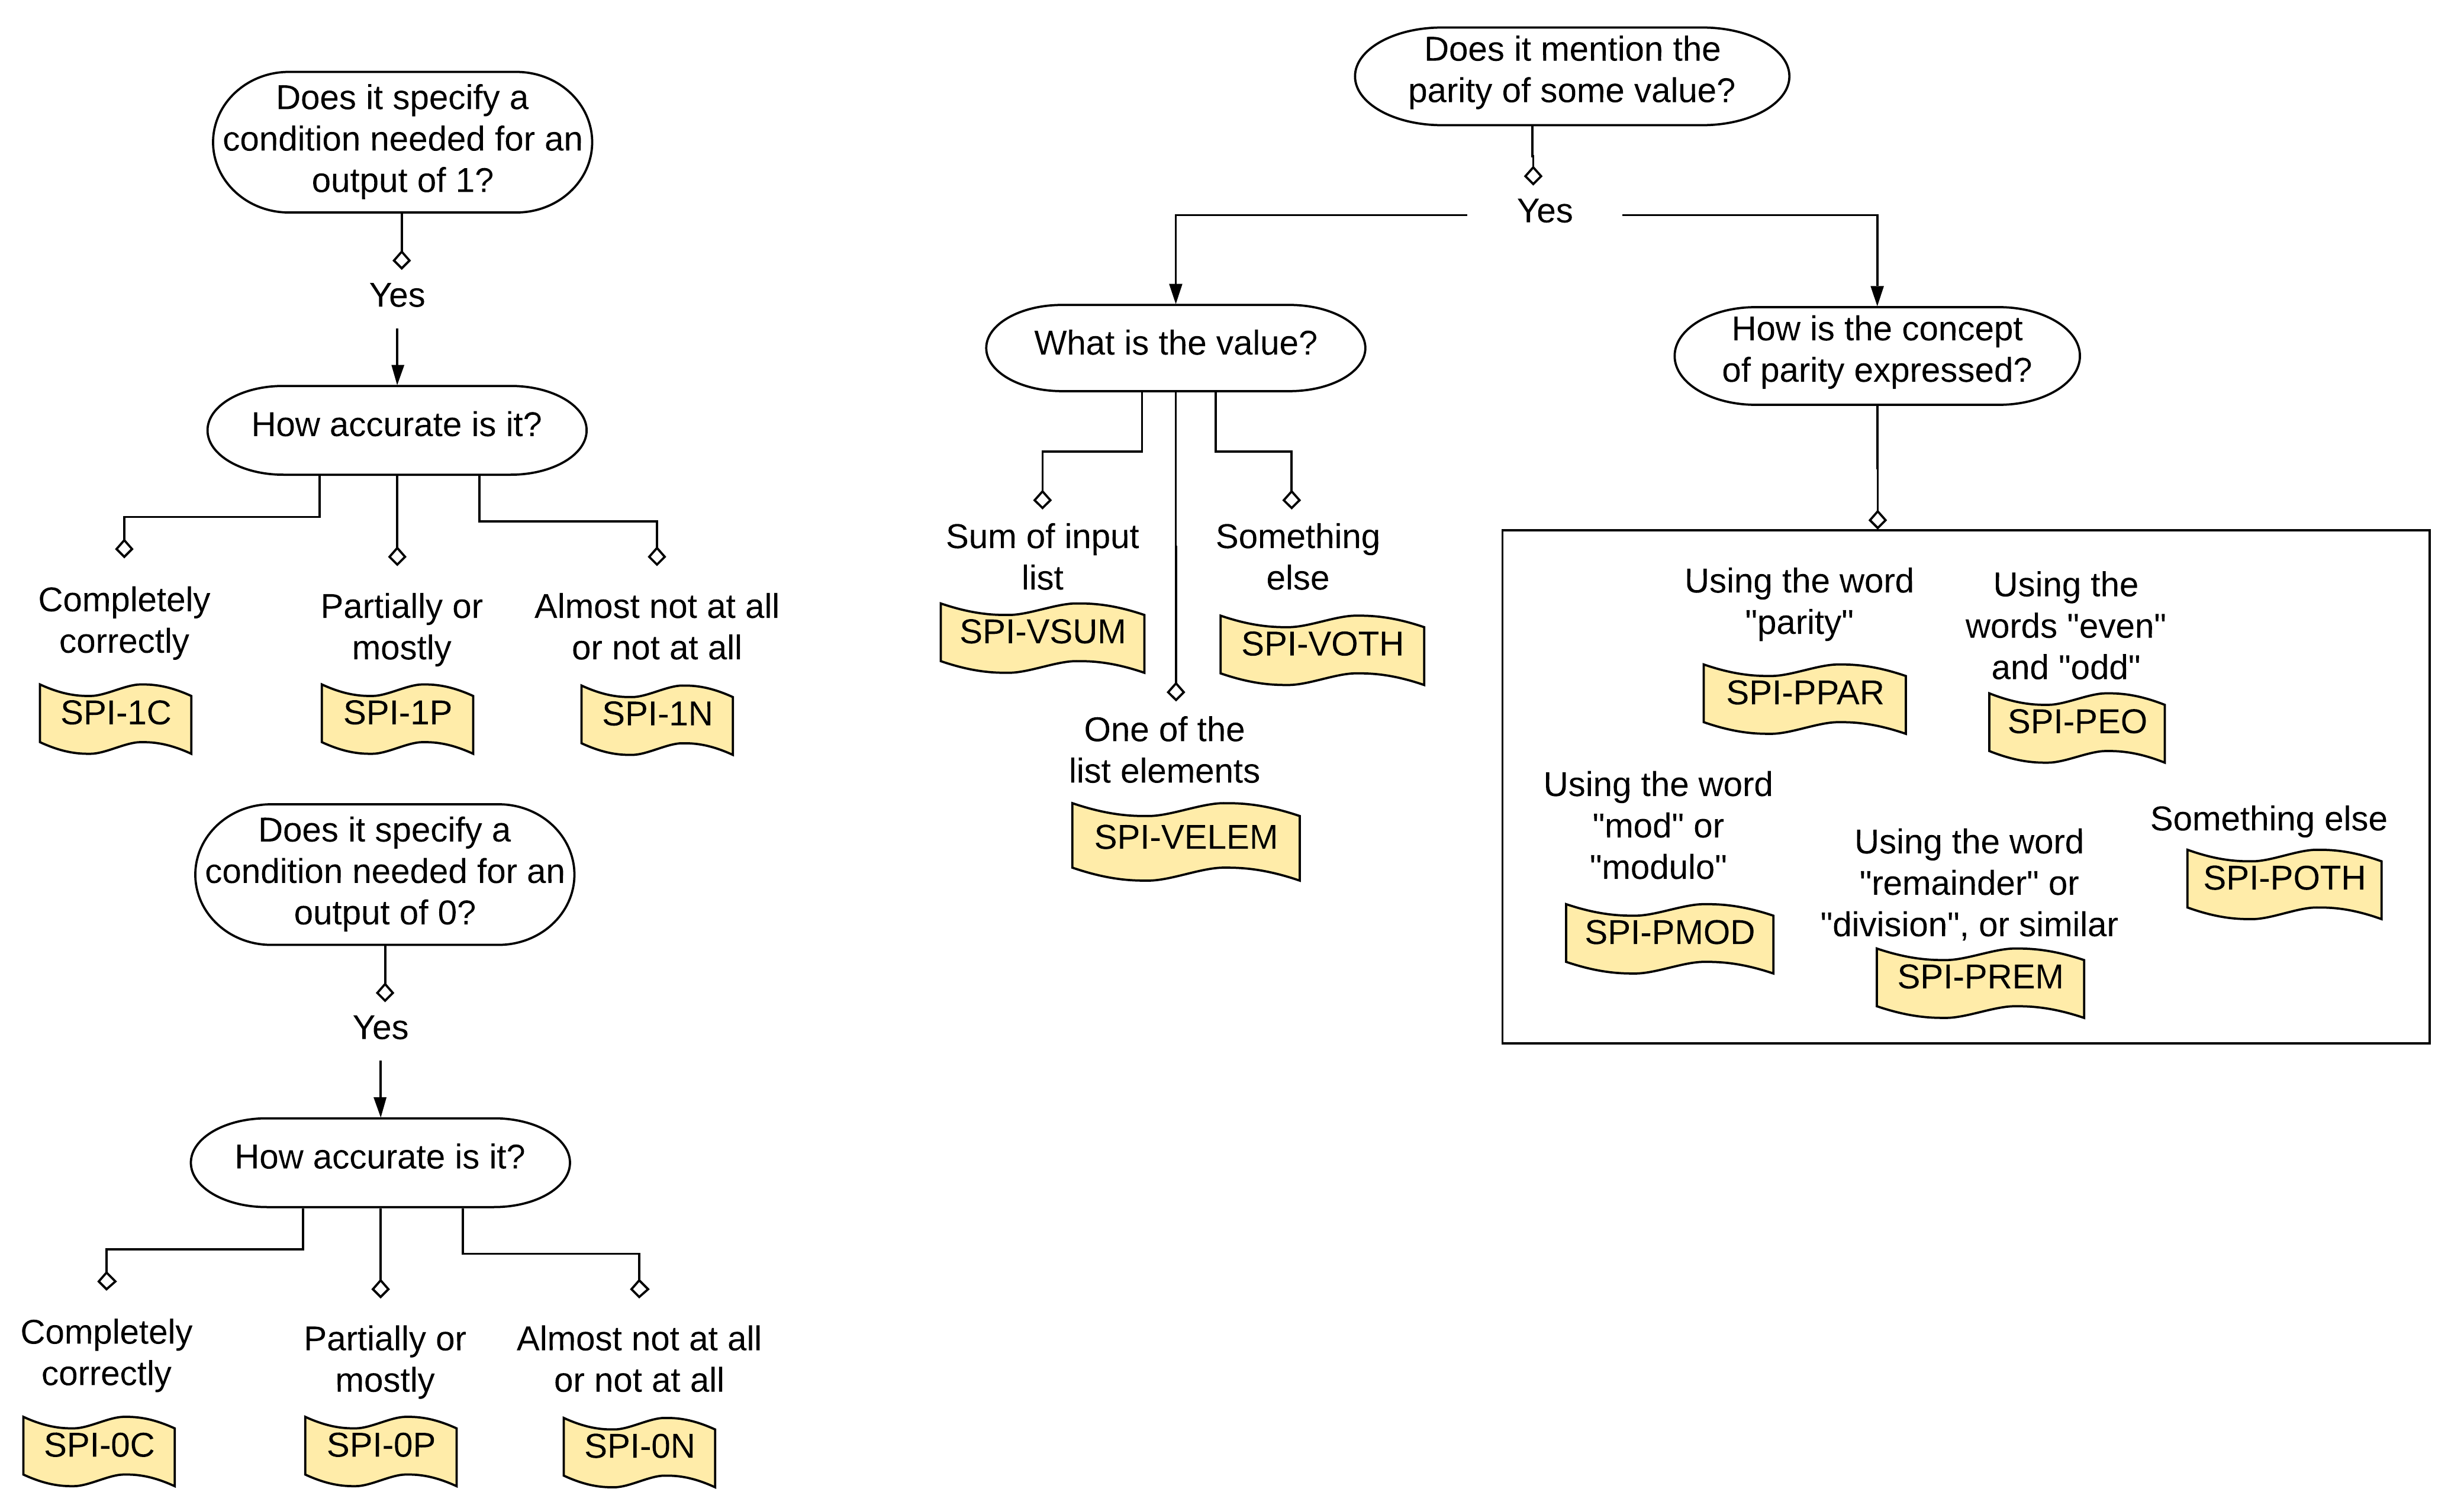 Does it specify a
condition needed for an
output of 1?
Yes
How accurate is it?
Completely
correctly
SPI-1C
Partially or
mostly
SPI-1P
Almost not at all
or not at all
SPI-1N
Does it specify a
condition needed for an
output of 0?
Yes
How accurate is it?
Completely
correctly
SPI-0C
Partially or
mostly
SPI-0P
Almost not at all
or not at all
SPI-0N
Does it mention the
parity of some value?
Yes
What is the value?
Sum of input
list
SPI-VSUM
Something
else
SPI-VOTH
One of the
list elements
SPI-VELEM
How is the concept
of parity expressed?
Using the word
"parity"
SPI-PPAR
Using the
words "even"
and "odd"
SPI-PEO
Using the word
"mod" or
"modulo"
SPI-PMOD
Using the word
"remainder" or
"division", or similar
SPI-PREM
Something else
SPI-POTH